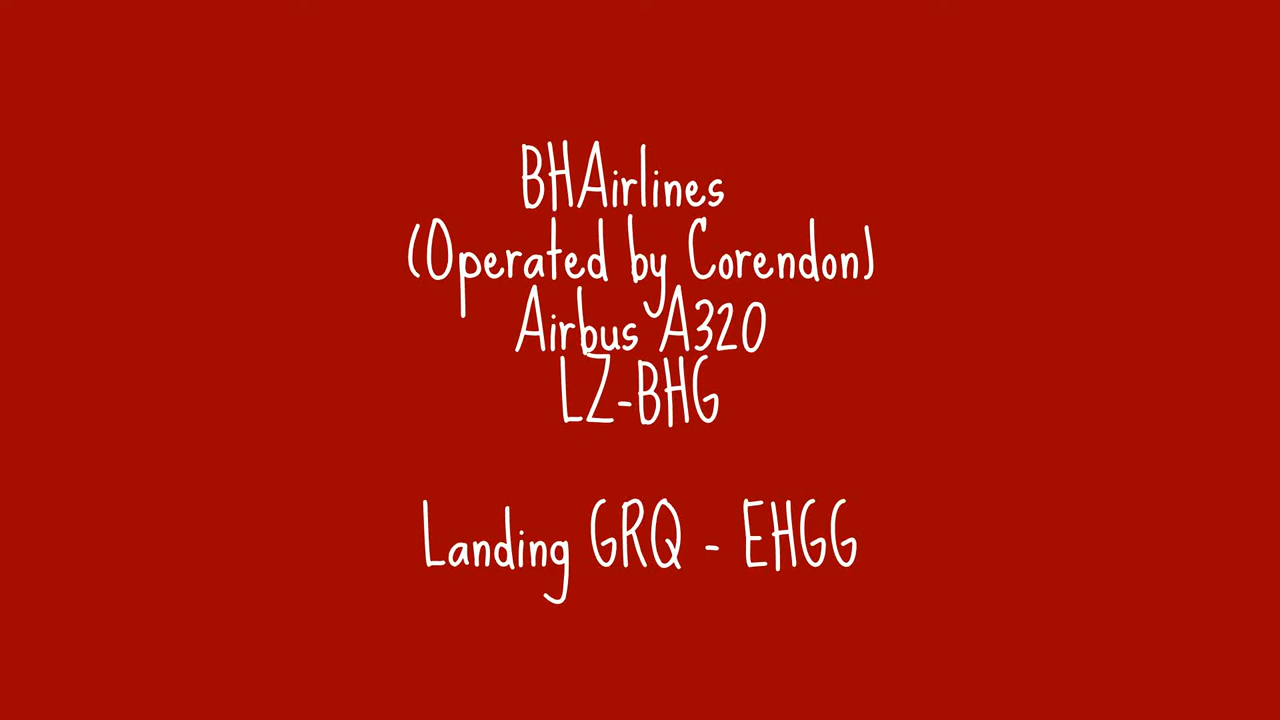 BHAirlines
(Operated by Corendon)
Airbus A320
LZ-BHG
Landing GRQ - EHGG